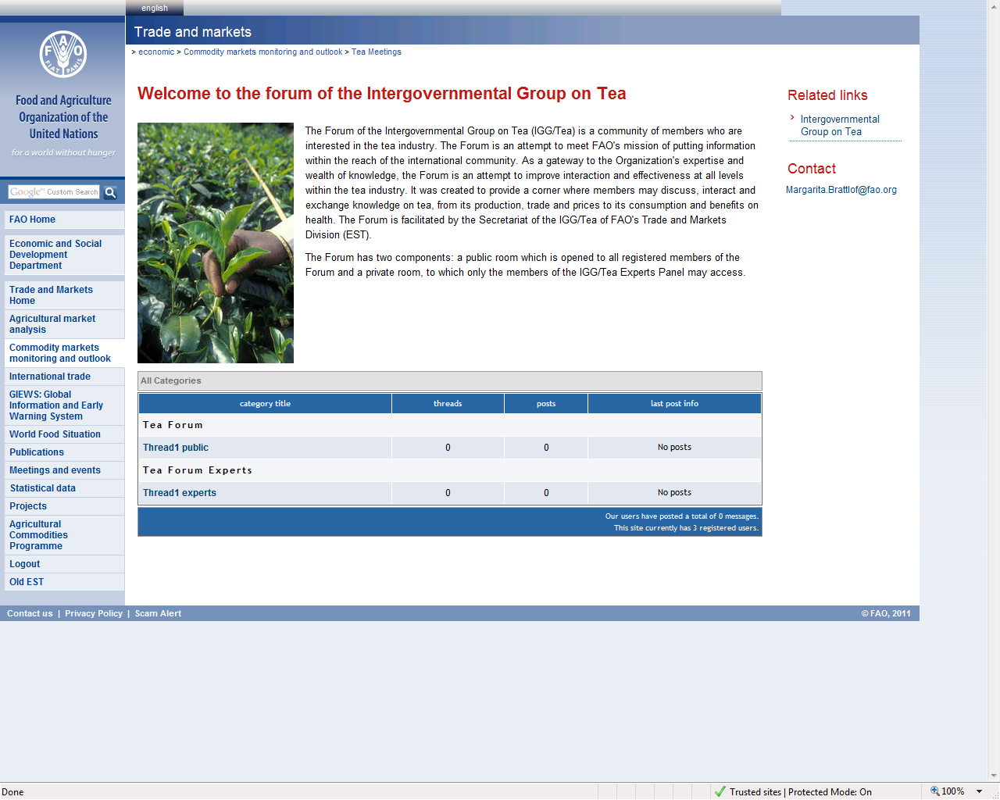 english
Trade and markets
> economic > Commodity markets monitoring and outlook > Tea Meetings
F A O
FIAT PANIS
Food and Agriculture
Organization of the
United Nations
for a world without hunger
Google™ Custom Search
FAO Home
Economic and Social
Development
Department
Trade and Markets
Home
Agricultural market
analysis
Commodity markets
monitoring and outlook
International trade
GIEWS: Global
Information and Early
Warning System
World Food Situation
Publications
Meetings and events
Statistical data
Projects
Agricultural
Commodities
Programme
Logout
Old EST
Welcome to the forum of the Intergovernmental Group on Tea
The Forum of the Intergovernmental Group on Tea (IGG/Tea) is a community of members who are
interested in the tea industry. The Forum is an attempt to meet FAO's mission of putting information
within the reach of the international community. As a gateway to the Organization's expertise and
wealth of knowledge, the Forum is an attempt to improve interaction and effectiveness at all levels
within the tea industry. It was created to provide a corner where members may discuss, interact and
exchange knowledge on tea, from its production, trade and prices to its consumption and benefits on
health. The Forum is facilitated by the Secretariat of the IGG/Tea of FAO's Trade and Markets
Division (EST).
The Forum has two components: a public room which is opened to all registered members of the
Forum and a private room, to which only the members of the IGG/Tea Experts Panel may access.
All Categories
category title threads posts last post info
Tea Forum
Thread1 public 0 0 No posts
Tea Forum Experts
Thread1 experts 0 0 No posts
Our users have posted a total of 0 messages.
This site currently has 3 registered users.
Related links
Intergovernmental
Group on Tea
Contact
Margarita.Brattlof@fao.org
Contact us | Privacy Policy | Scam Alert
© FAO, 2011
Done
Trusted sites | Protected Mode: On
100%